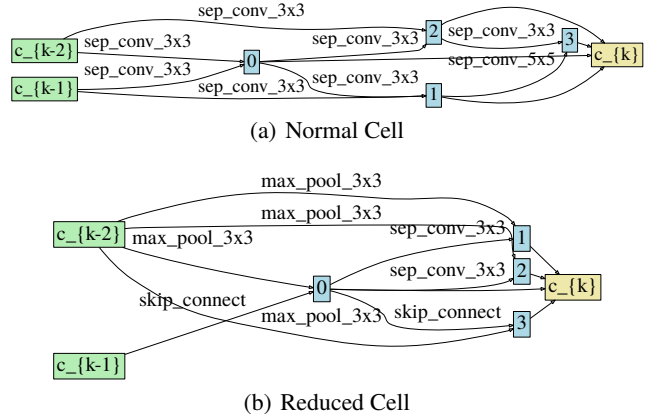 sep_conv_3x3
2
c_{k-2}
sep_conv_3x3
sep_conv_3x3
3
sep_conv_3x3
0
sep_conv_5x5
c_{k}
c_{k-1}
sep_conv_3x3
sep_conv_3x3
1
(a) Normal Cell
max_pool_3x3
c_{k-2}
max_pool_3x3
max_pool_3x3
sep_conv_3x3
1
sep_conv_3x3
2
0
c_{k}
skip_connect
max_pool_3x3
skip_connect
3
c_{k-1}
(b) Reduced Cell